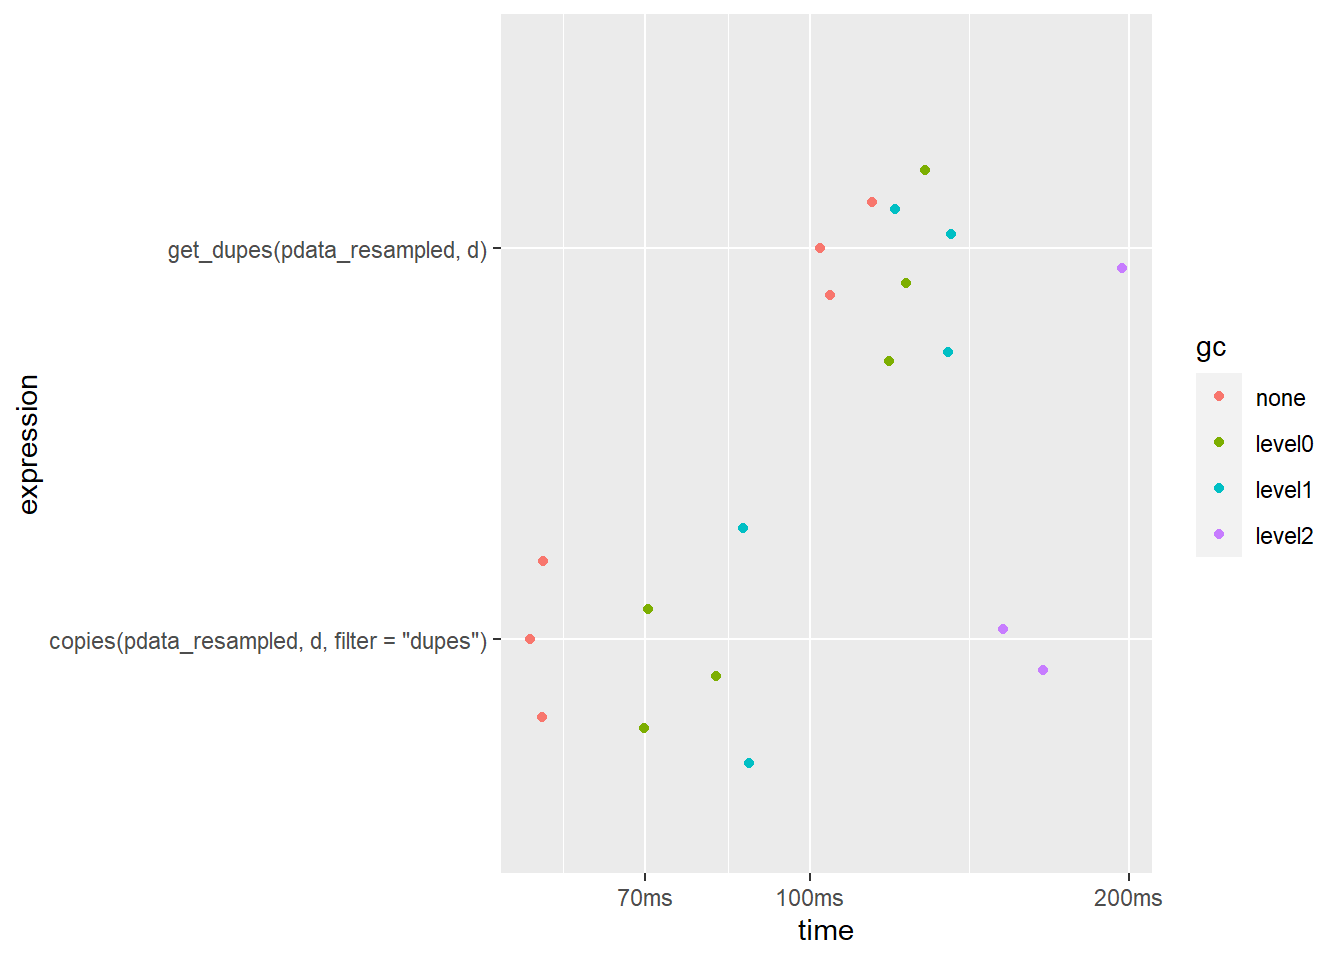 get_dupes(pdata_resampled, d)
copies(pdata_resampled, d, filter = "dupes")
expression
70ms
100ms
200ms
time
gc
none
level0
level1
level2